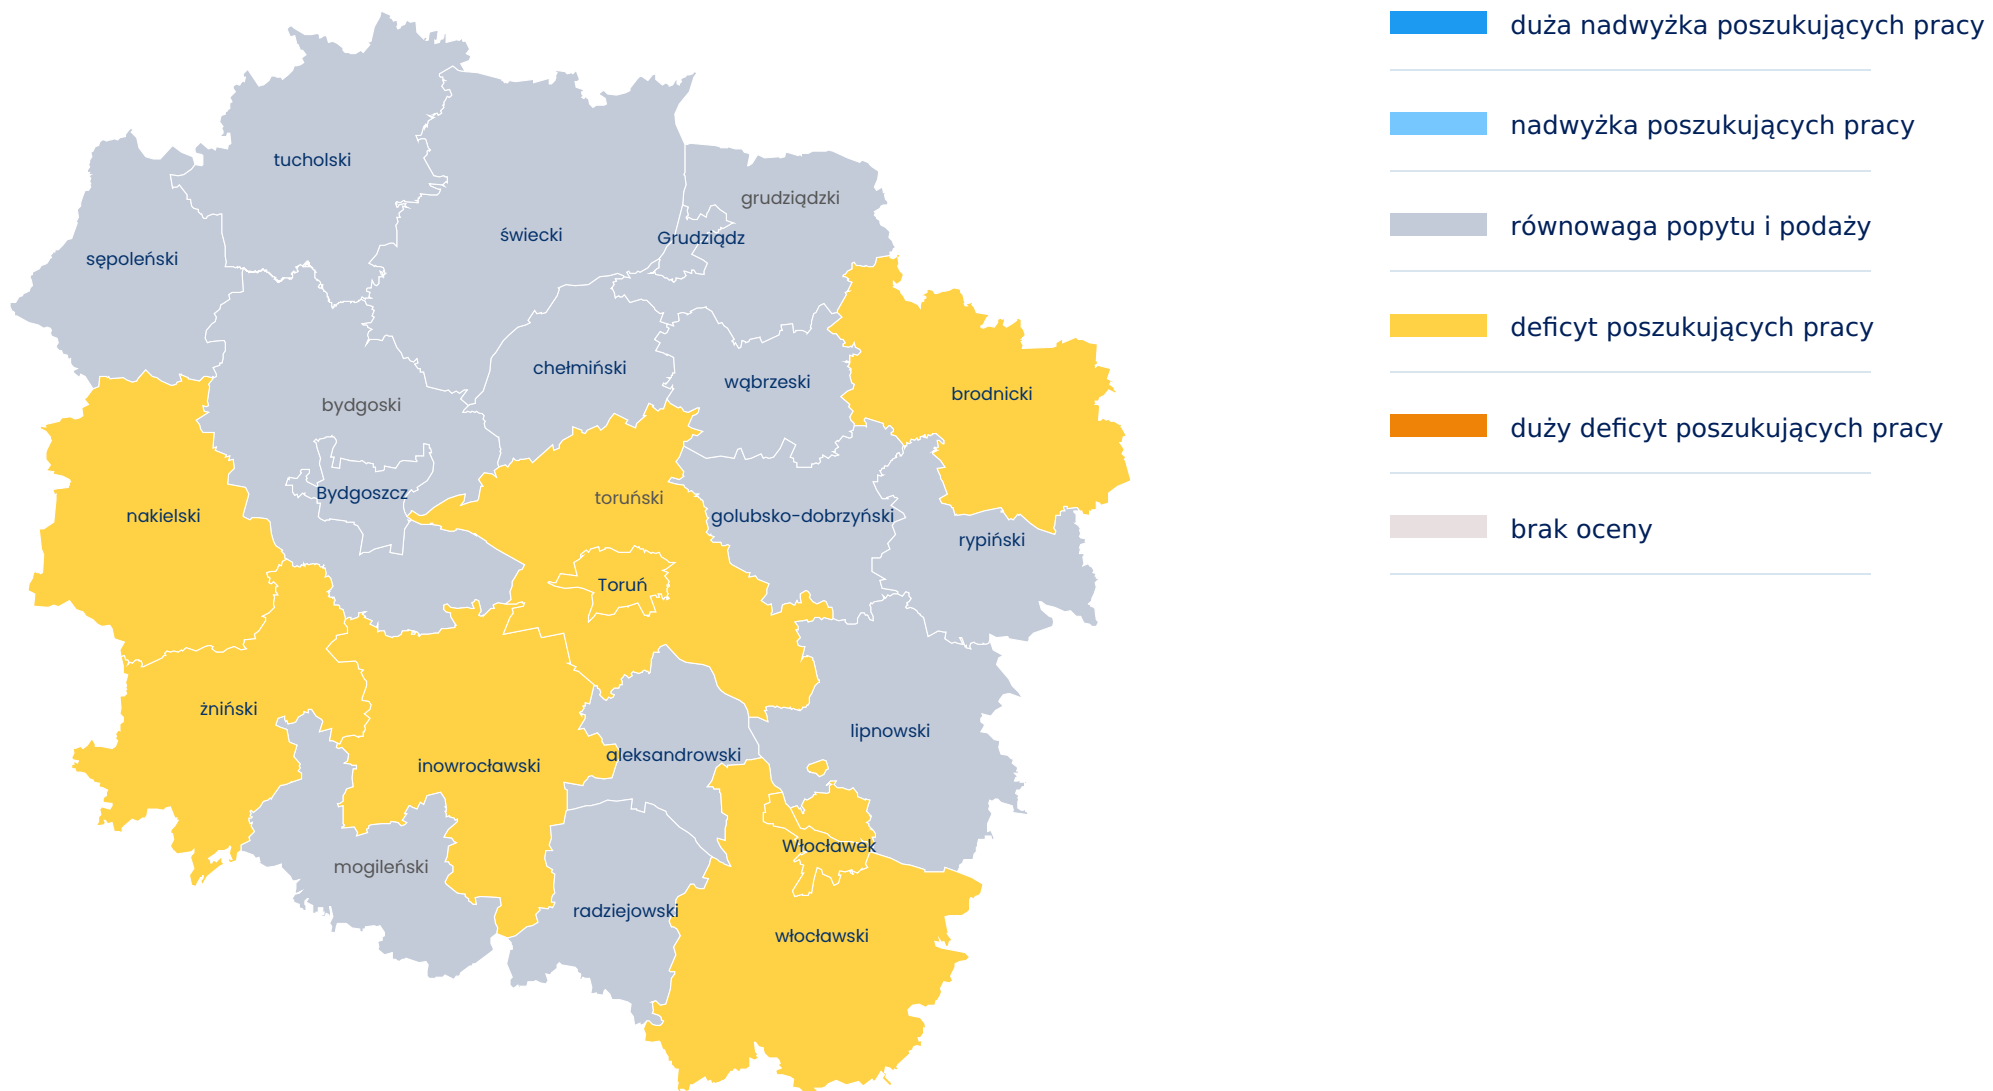 duża nadwyżka poszukujących pracy
nadwyżka poszukujących pracy
równowaga popytu i podaży
deficyt poszukujących pracy
duży deficyt poszukujących pracy
brak oceny
tucholski
grudziądzki
świecki
Grudziądz
sępoleński
chełmiński
wąbrzeski
brodnicki
bydgoski
Bydgoszcz
toruński
nakielski
golubsko-dobrzyński
rypiński
Toruń
żniński
lipnowski
aleksandrowski
inowrocławski
Włocławek
mogileński
radziejowski
włocławski